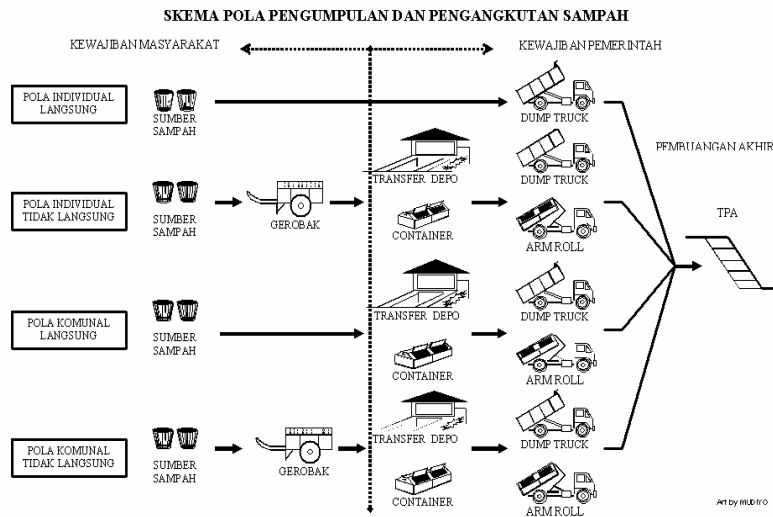 SKEMA POLA PENGUMPULAN DAN PENGANGKUTAN SAMPAH
KEWAJIBAN MASYARAKAT
KEWAJIBAN PEMERINTAH
POLA INDIVIDUAL
LANGSUNG
SUMBER
SAMPAH
DUMP TRUCK
PEMBUANGAN AKHIR
POLA INDIVIDUAL
TIDAK LANGSUNG
SUMBER
SAMPAH
GEROBAK
TRANSFER DEPO
CONTAINER
DUMP TRUCK
ARM ROLL
TPA
POLA KOMUNAL
LANGSUNG
SUMBER
SAMPAH
TRANSFER DEPO
CONTAINER
DUMP TRUCK
ARM ROLL
POLA KOMUNAL
TIDAK LANGSUNG
SUMBER
SAMPAH
GEROBAK
TRANSFER DEPO
CONTAINER
DUMP TRUCK
ARM ROLL
Art by MUDIYO